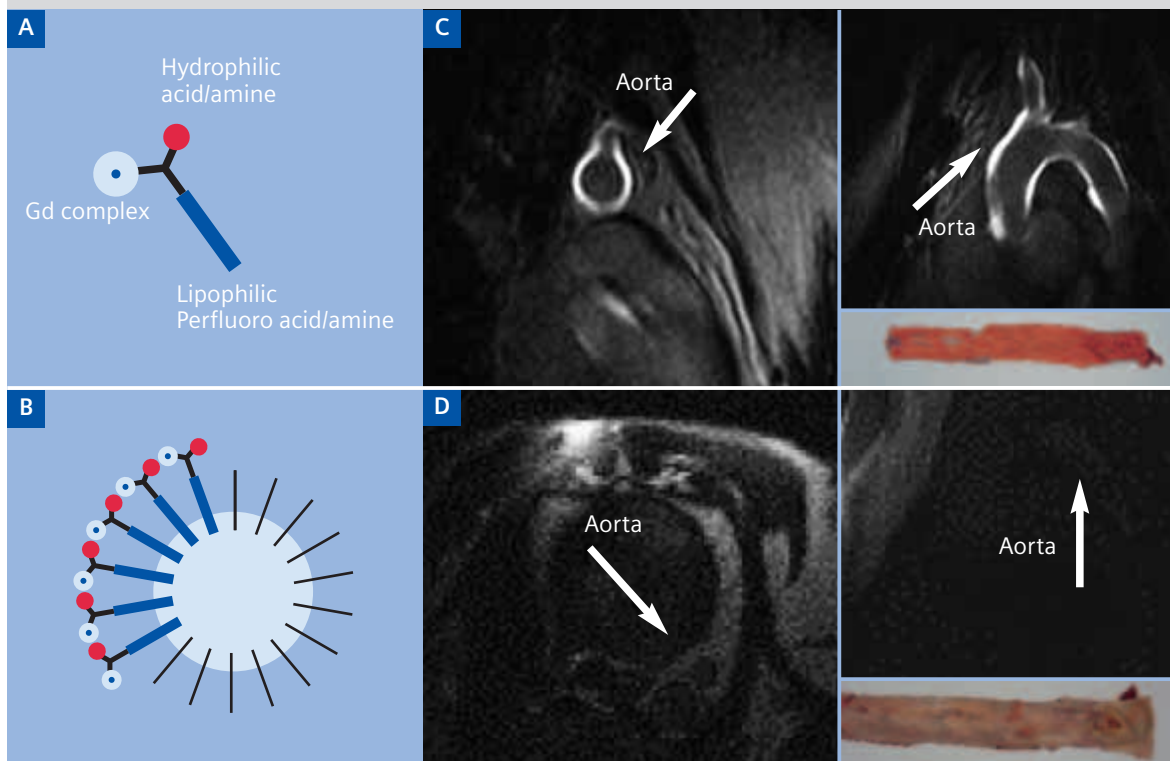 A
Hydrophilic
acid/amine
Gd complex
Lipophilic
Perfluoro acid/amine
B
C
Aorta
Aorta
D
Aorta
Aorta